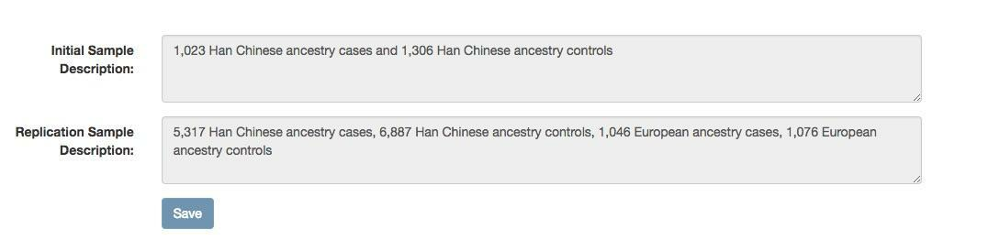 Initial Sample
Description:
1,023 Han Chinese ancestry cases and 1,306 Han Chinese ancestry controls
Replication Sample
Description:
5,317 Han Chinese ancestry cases, 6,887 Han Chinese ancestry controls, 1,046 European ancestry cases, 1,076 European
ancestry controls
Save